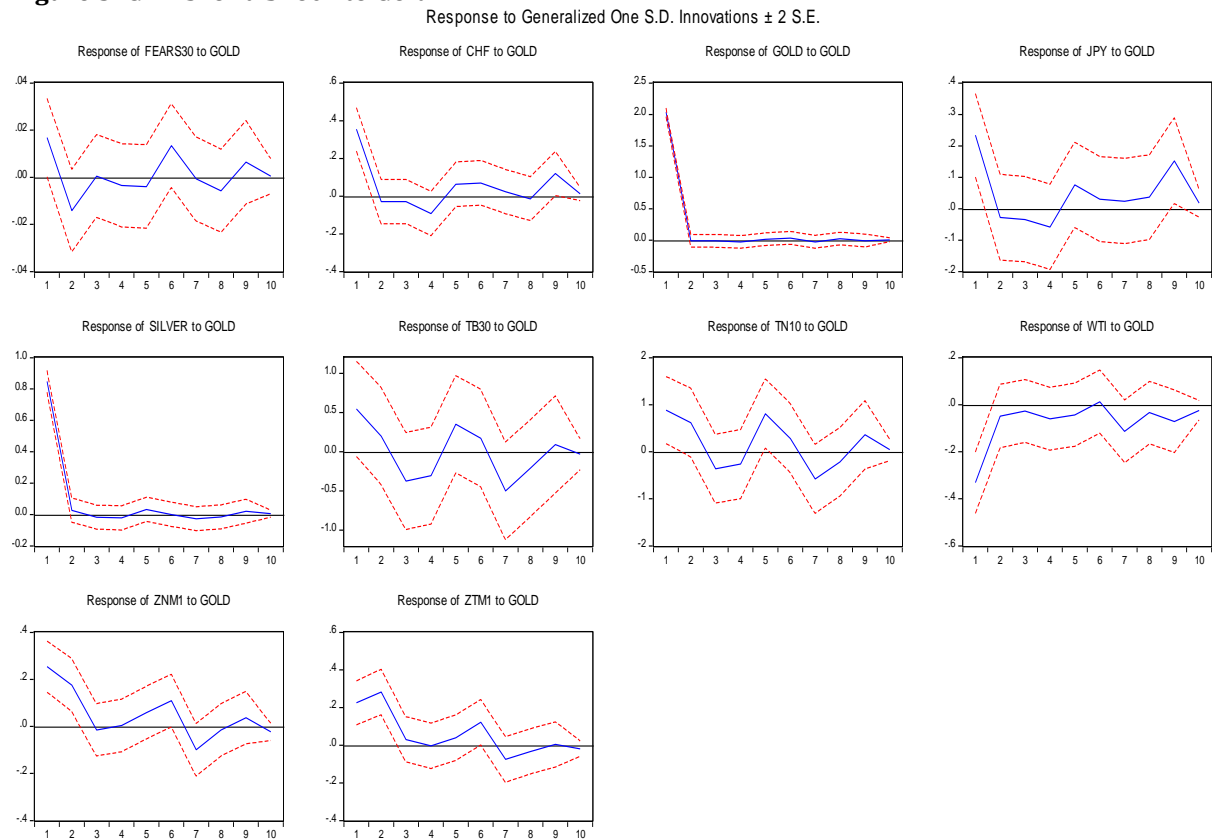 Response to Generalized One S.D. Innovations ± 2 S.E.
Response of FEARS30 to GOLD
.04
.02
.00
-.02
-.04
1 2 3 4 5 6 7 8 9 10
Response of CHF to GOLD
.6
.4
.2
.0
-.2
-.4
1 2 3 4 5 6 7 8 9 10
Response of GOLD to GOLD
2.5
2.0
1.5
1.0
0.5
0.0
-0.5
1 2 3 4 5 6 7 8 9 10
Response of JPY to GOLD
.4
.3
.2
.1
.0
-.1
-.2
1 2 3 4 5 6 7 8 9 10
Response of SILVER to GOLD
1.0
0.8
0.6
0.4
0.2
0.0
-0.2
1 2 3 4 5 6 7 8 9 10
Response of TB30 to GOLD
1.0
0.5
0.0
-0.5
-1.0
1 2 3 4 5 6 7 8 9 10
Response of TN10 to GOLD
2
1
0
-1
-2
1 2 3 4 5 6 7 8 9 10
Response of WTI to GOLD
.2
.0
-.2
-.4
-.6
1 2 3 4 5 6 7 8 9 10
Response of ZNM1 to GOLD
.4
.2
.0
-.2
-.4
1 2 3 4 5 6 7 8 9 10
Response of ZTM1 to GOLD
.6
.4
.2
.0
-.2
-.4
1 2 3 4 5 6 7 8 9 10